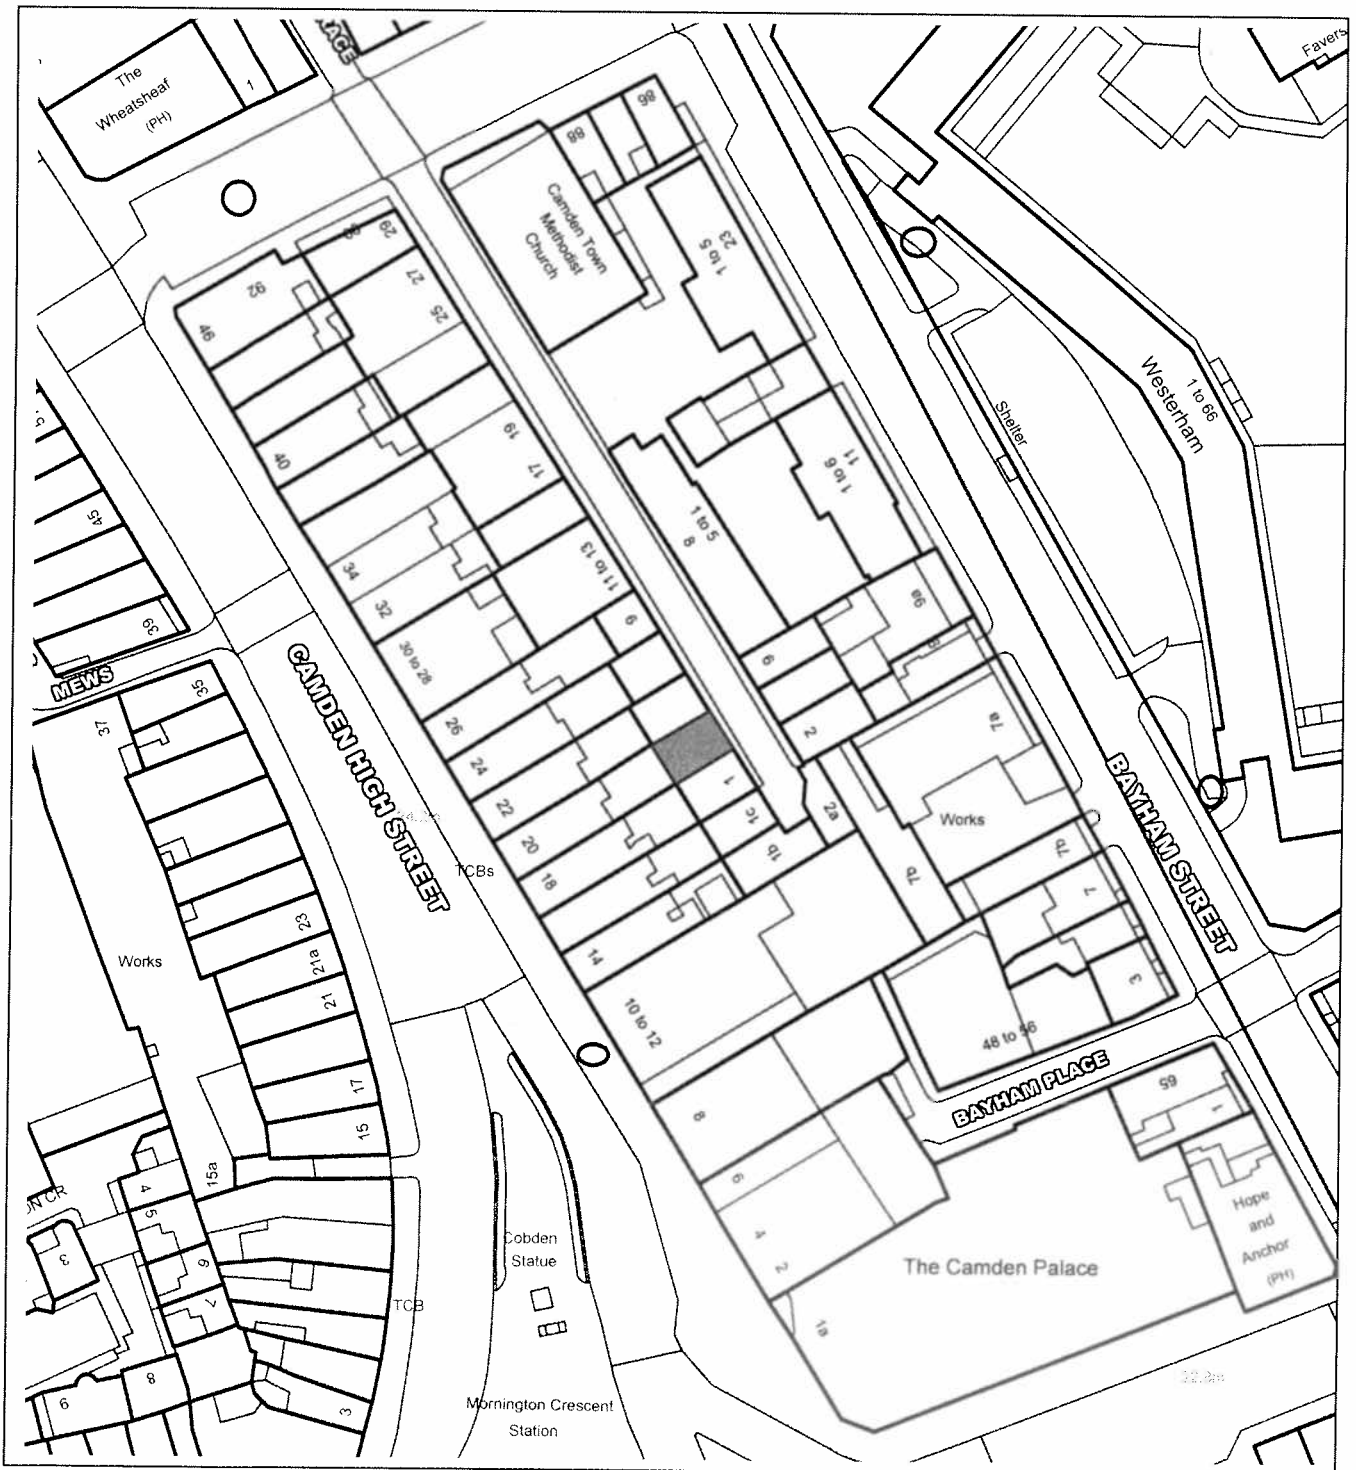 The
Wheatsheaf
(PH)
1
Favers
86
88
Camden Town
Methodist
Church
23
1 to 5
29
27
25
92
46
40
19
17
34
32
30 to 28
11 to 13
9
1 to 5
8
11
1 to 6
9a
6
2
Shelter
Westerham
1 to 66
45
39
MEWS
37
35
CAMDEN HIGH STREET
26
24
22
20
18
14
10 to 12
TCBs
1
1c
1b
2a
7a
Works
7b
7b
7
3
48 to 56
BAYHAM STREET
BAYHAM PLACE
65
1
Hope
and
Anchor
(PH)
The Camden Palace
8
6
4
2
1a
Works
23
21a
21
17
15
15a
4
5
6
7
8
9
3
3
TCB
Cobden
Statue
Mornington Crescent
Station